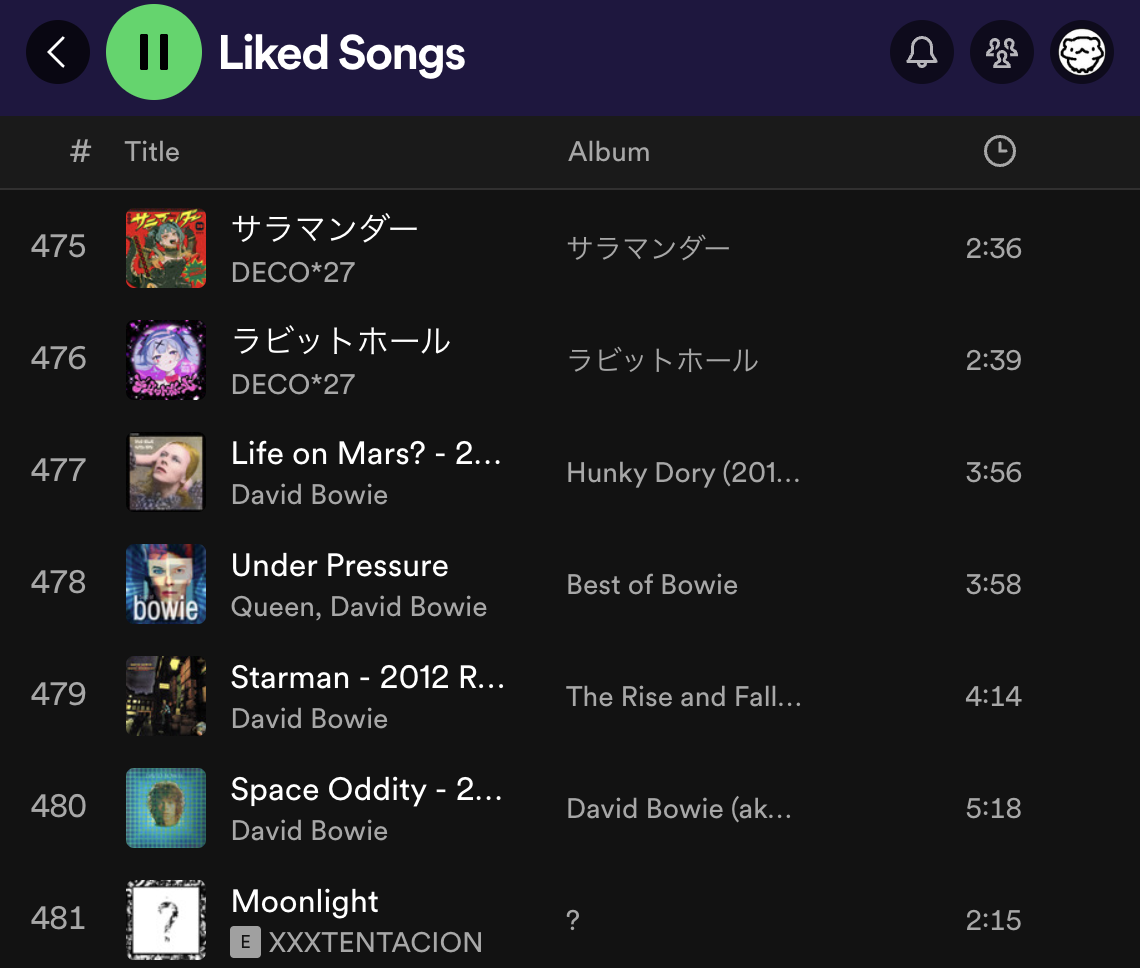 Liked Songs
# Title Album
475 サラマンダー サラマンダー 2:36
DECO*27
476 ラビットホール ラビットホール 2:39
DECO*27
477 Life on Mars? - 2... Hunky Dory (201... 3:56
David Bowie
478 Under Pressure Best of Bowie 3:58
bowie
Queen, David Bowie
479 Starman - 2012 R... The Rise and Fall... 4:14
David Bowie
480 Space Oddity - 2... David Bowie (ak... 5:18
David Bowie
481 ? Moonlight ? 2:15
E XXXTENTACION